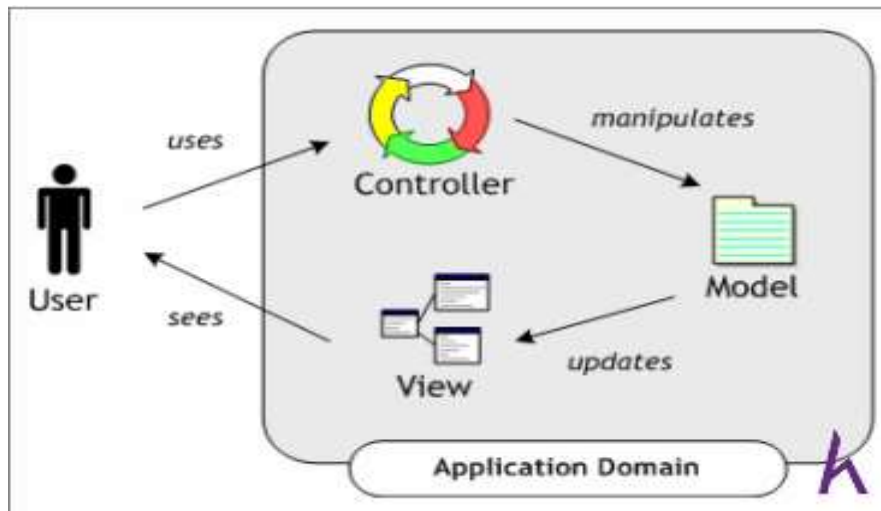 uses
manipulates
Controller
User
Model
sees
updates
View
Application Domain